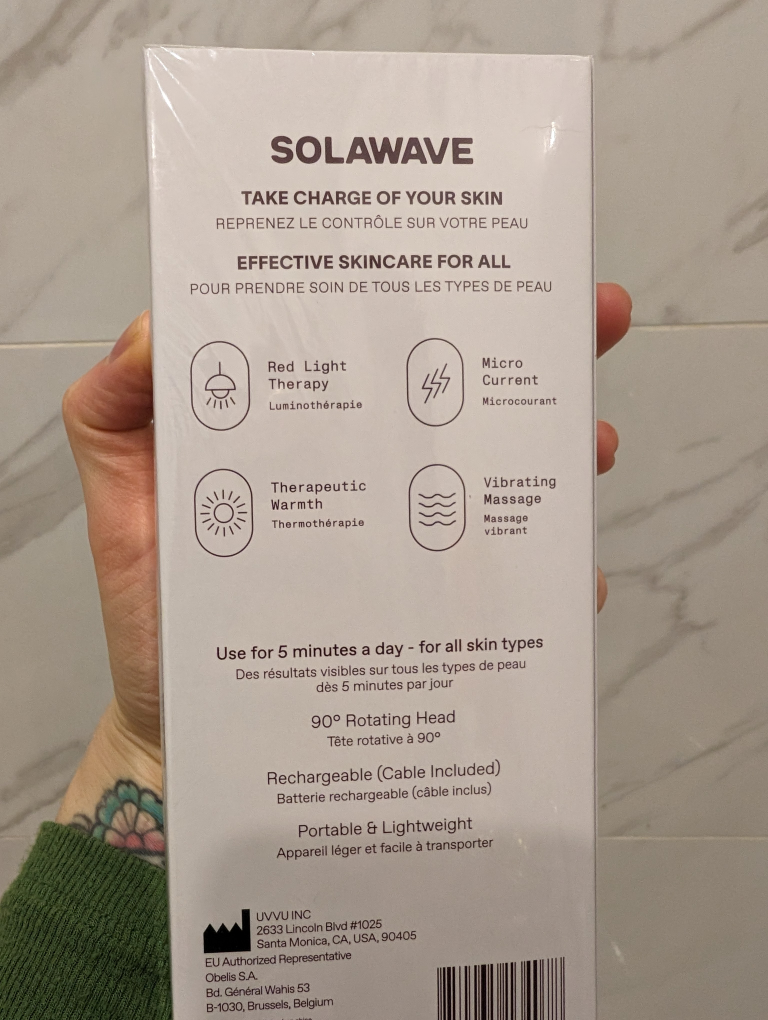 SOLAWAVE
TAKE CHARGE OF YOUR SKIN
REPRENEZ LE CONTRÔLE SUR VOTRE PEAU
EFFECTIVE SKINCARE FOR ALL
POUR PRENDRE SOIN DE TOUS LES TYPES DE PEAU
Red Light
Therapy
Luminothérapie
Micro
Current
Microcourant
Therapeutic
Warmth
Thermothérapie
Vibrating
Massage
Massage
vibrant
Use for 5 minutes a day - for all skin types
Des résultats visibles sur tous les types de peau
dès 5 minutes par jour
90º Rotating Head
Tête rotative à 90º
Rechargeable (Cable Included)
Batterie rechargeable (câble inclus)
Portable & Lightweight
Appareil léger et facile à transporter
UVVU INC
2633 Lincoln Blvd #1025
Santa Monica, CA, USA, 90405
EU Authorized Representative
Obelis S.A.
Bd. Général Wahis 53
B-1030, Brussels, Belgium